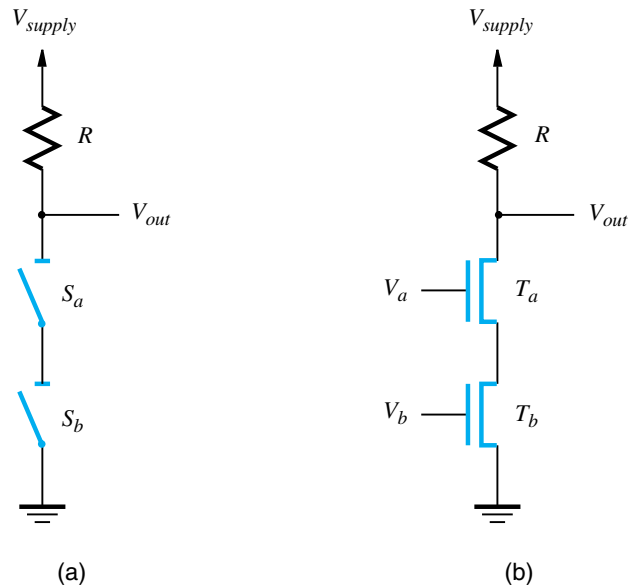 V_supply V_supply
R R
V_out V_out
S_a V_a T_a
S_b V_b T_b
(a) (b)